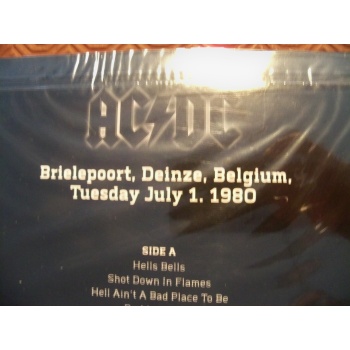 AC/DC
Brielepoort, Deinze, Belgium,
Tuesday July 1. 1980
SIDE A
Hells Bells
Shot Down In Flames
Hell Ain't A Bad Place To Be